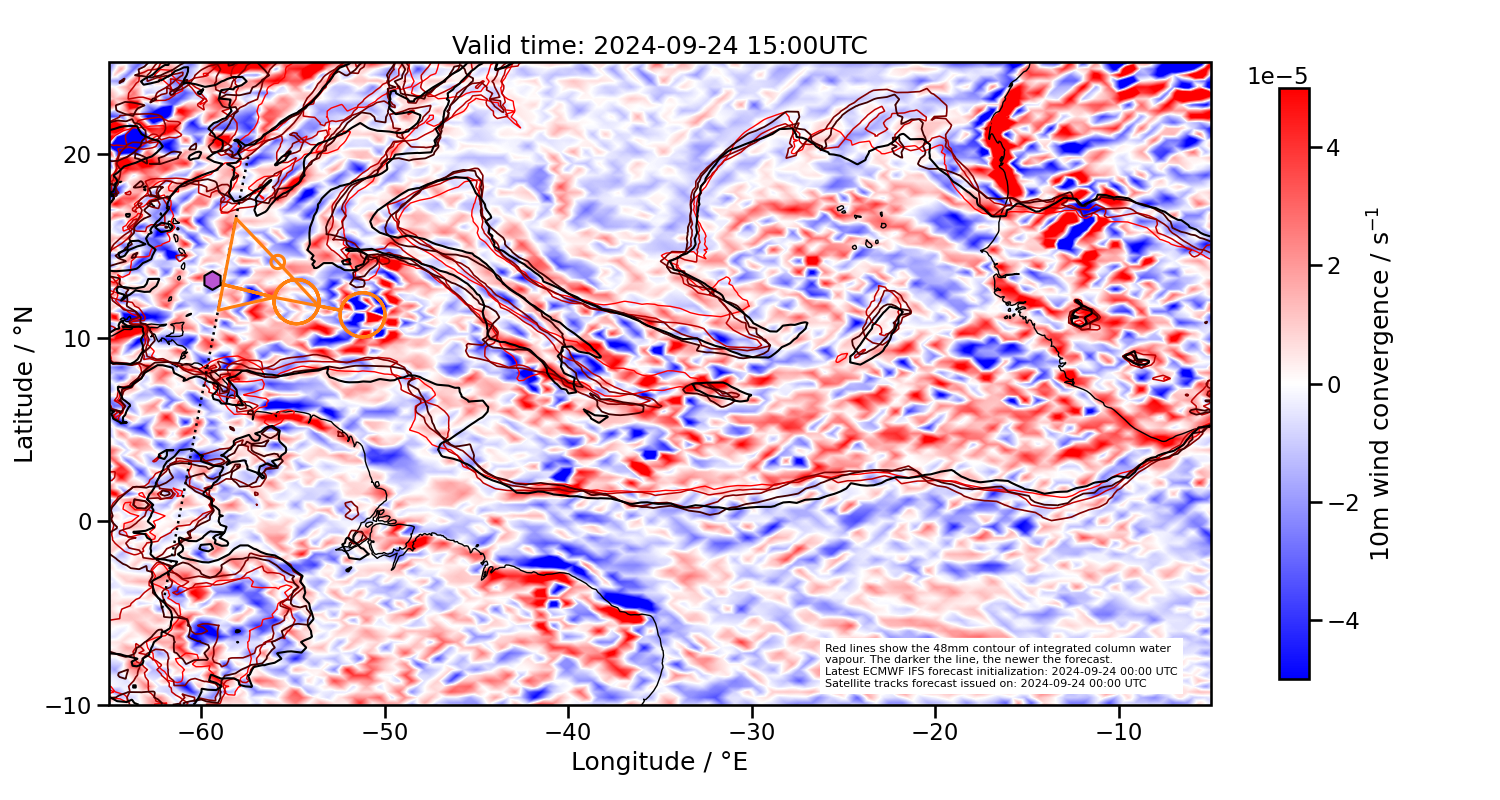 Valid time: 2024-09-24 15:00UTC
1e−5
20
10
0
−10
Latitude / °N
−60
−50
−40
−30
−20
−10
Longitude / °E
4
2
0
−2
−4
10m wind convergence / s⁻¹
Red lines show the 48mm contour of integrated column water
vapour. The darker the line, the newer the forecast.
Latest ECMWF IFS forecast initialization: 2024-09-24 00:00 UTC
Satellite tracks forecast issued on: 2024-09-24 00:00 UTC